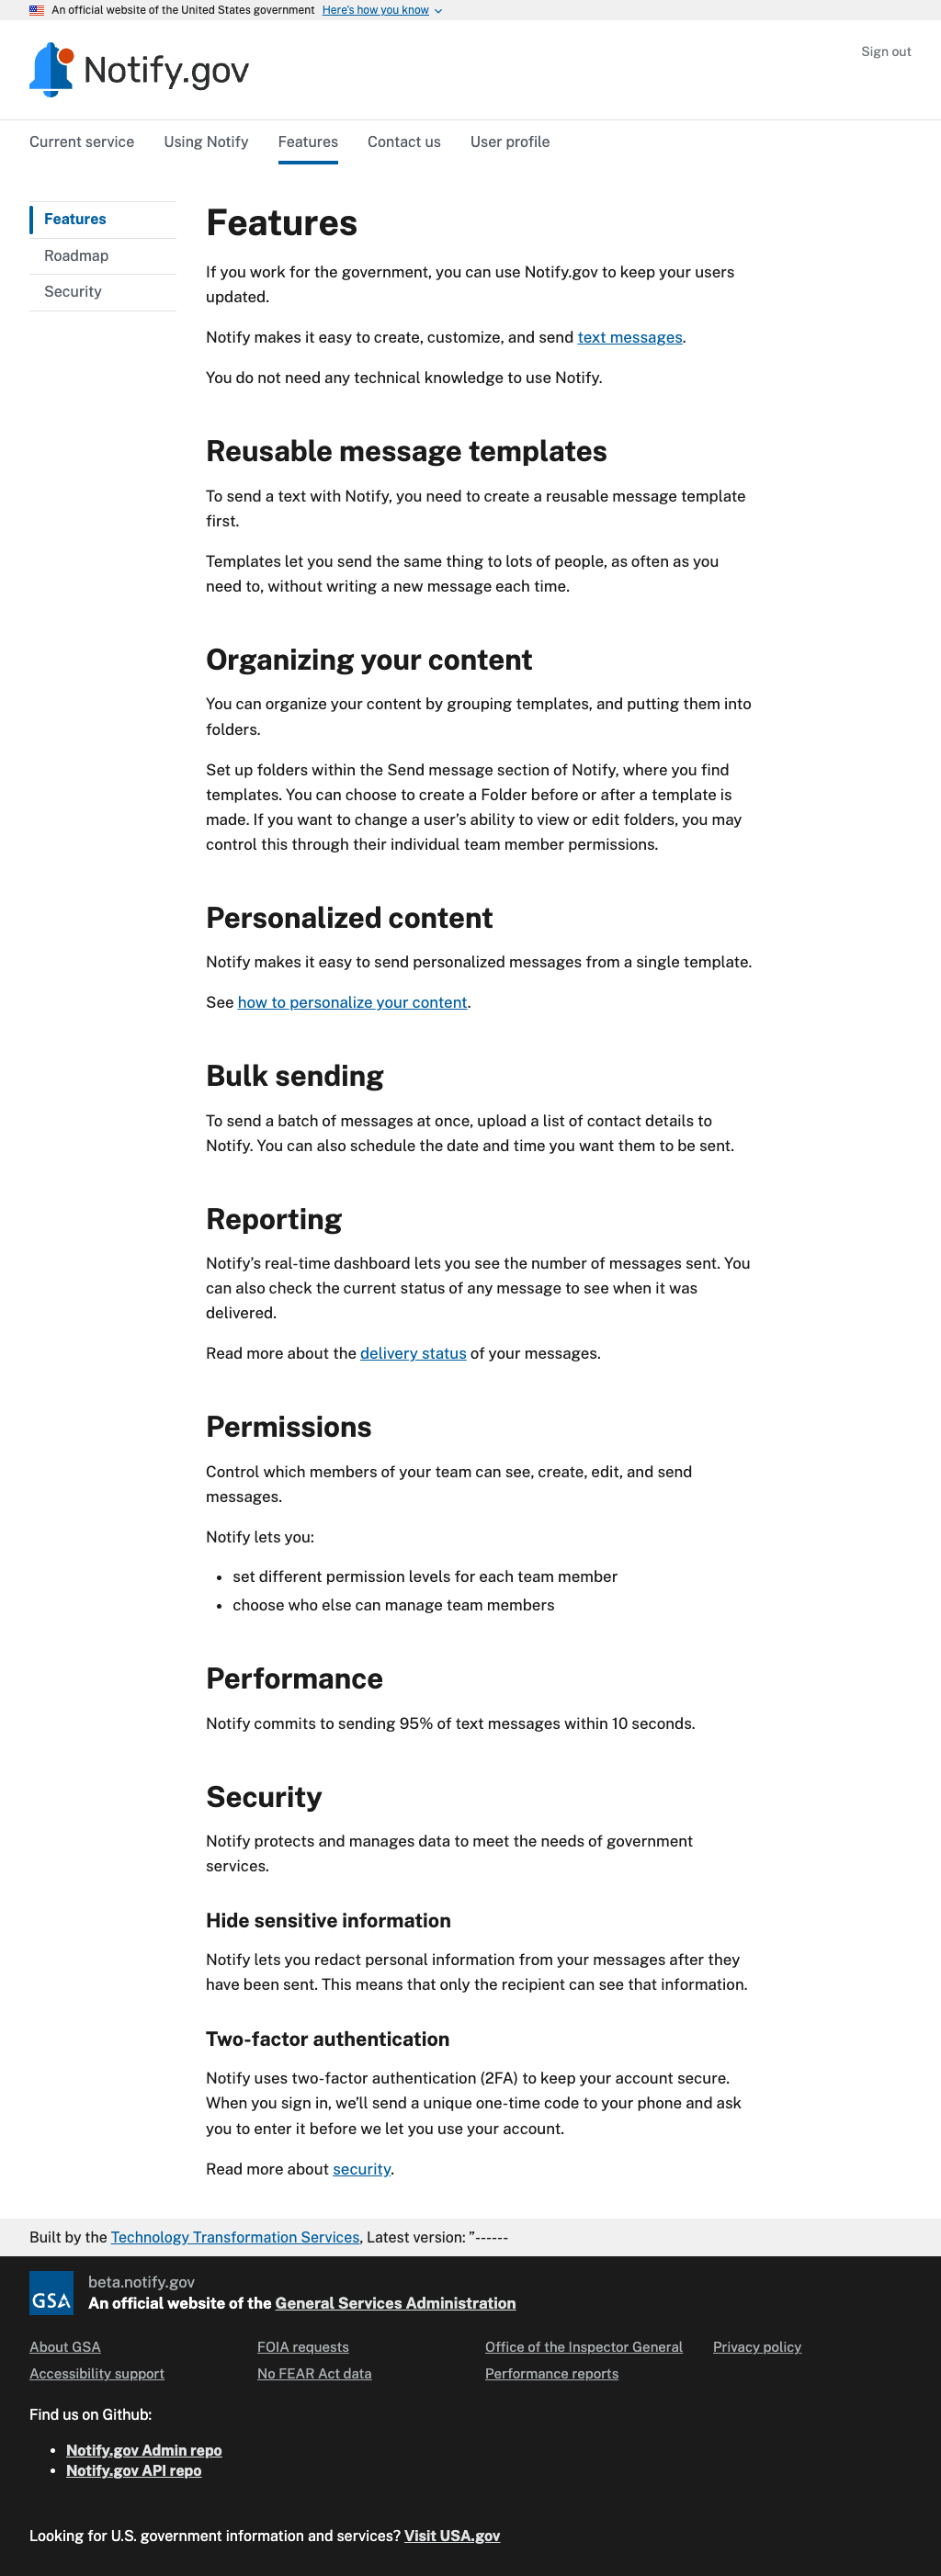 An official website of the United States government Here's how you know
Notify.gov
Sign out
Current service Using Notify Features Contact us User profile
Features
Roadmap
Security
Features
If you work for the government, you can use Notify.gov to keep your users
updated.
Notify makes it easy to create, customize, and send text messages.
You do not need any technical knowledge to use Notify.
Reusable message templates
To send a text with Notify, you need to create a reusable message template
first.
Templates let you send the same thing to lots of people, as often as you
need to, without writing a new message each time.
Organizing your content
You can organize your content by grouping templates, and putting them into
folders.
Set up folders within the Send message section of Notify, where you find
templates. You can choose to create a Folder before or after a template is
made. If you want to change a user’s ability to view or edit folders, you may
control this through their individual team member permissions.
Personalized content
Notify makes it easy to send personalized messages from a single template.
See how to personalize your content.
Bulk sending
To send a batch of messages at once, upload a list of contact details to
Notify. You can also schedule the date and time you want them to be sent.
Reporting
Notify’s real-time dashboard lets you see the number of messages sent. You
can also check the current status of any message to see when it was
delivered.
Read more about the delivery status of your messages.
Permissions
Control which members of your team can see, create, edit, and send
messages.
Notify lets you:
• set different permission levels for each team member
• choose who else can manage team members
Performance
Notify commits to sending 95% of text messages within 10 seconds.
Security
Notify protects and manages data to meet the needs of government
services.
Hide sensitive information
Notify lets you redact personal information from your messages after they
have been sent. This means that only the recipient can see that information.
Two-factor authentication
Notify uses two-factor authentication (2FA) to keep your account secure.
When you sign in, we’ll send a unique one-time code to your phone and ask
you to enter it before we let you use your account.
Read more about security.
Built by the Technology Transformation Services, Latest version: ”------
GSA
beta.notify.gov
An official website of the General Services Administration
About GSA FOIA requests Office of the Inspector General Privacy policy
Accessibility support No FEAR Act data Performance reports
Find us on Github:
• Notify.gov Admin repo
• Notify.gov API repo
Looking for U.S. government information and services? Visit USA.gov